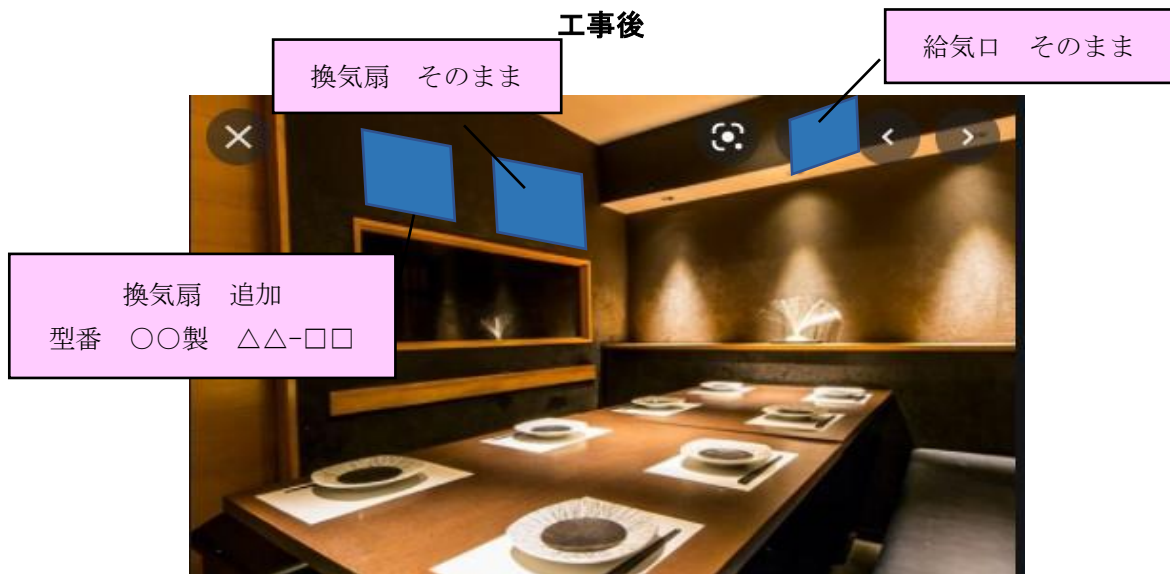 工事後
換気扇　そのまま
給気口　そのまま
換気扇　追加
型番　○○製　△△-□□